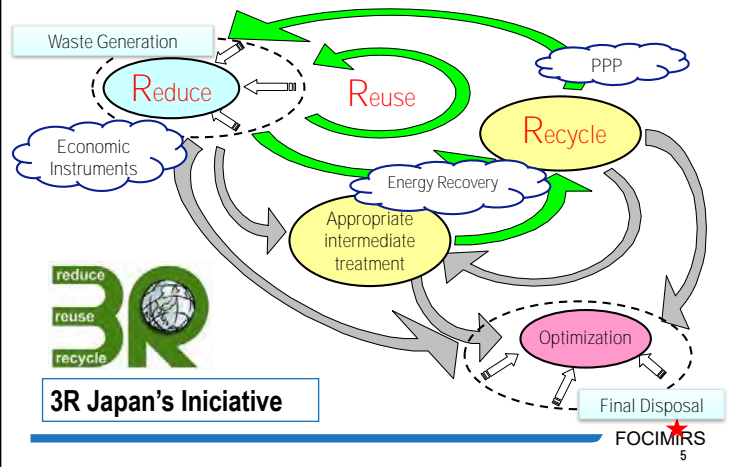 Waste Generation
Reduce
Reuse
PPP
Recycle
Economic
Instruments
Energy Recovery
Appropriate
intermediate
treatment
reduce
reuse
recycle
3R
Optimization
3R Japan's Iniciative
Final Disposal
FOCIMIRS
5